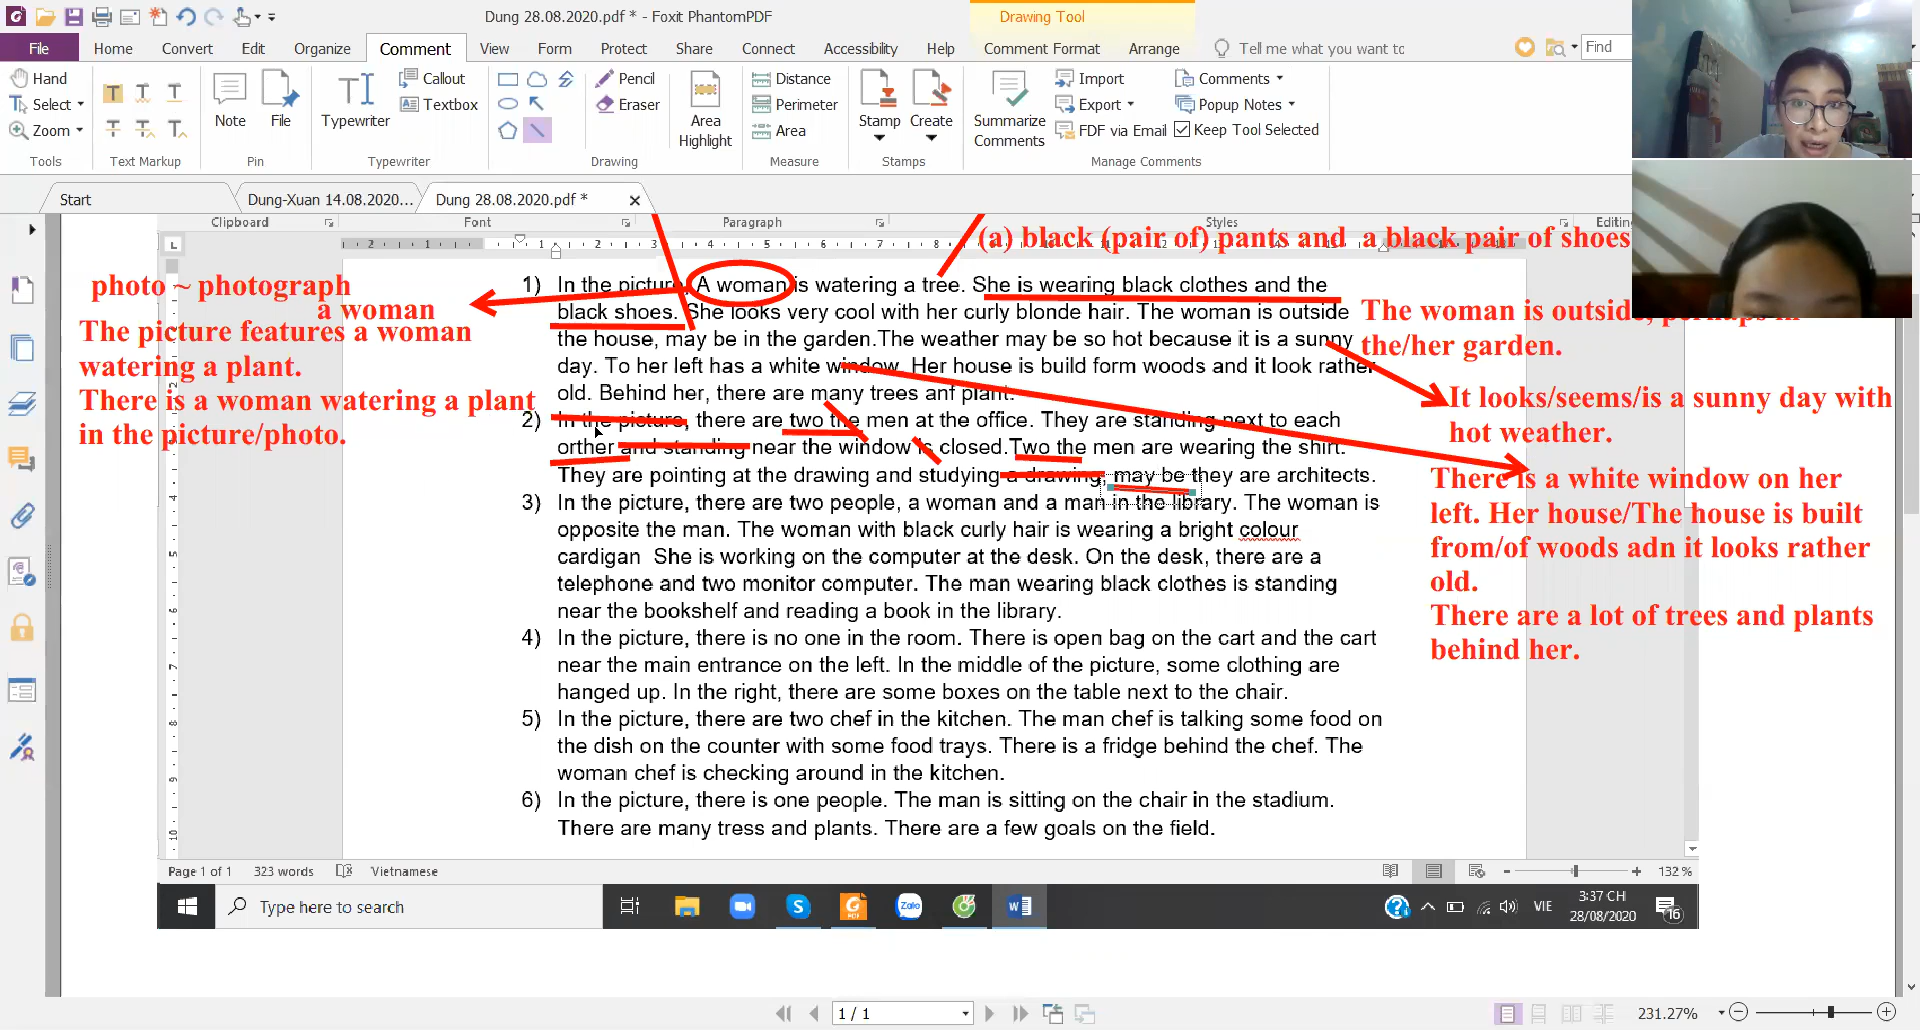 Dung 28.08.2020.pdf * - Foxit PhantomPDF
Drawing Tool
File Home Convert Edit Organize Comment View Form Protect Share Connect Accessibility Help Comment Format Arrange Tell me what you want to Find
Hand
Select
Zoom
Tools
Text Markup
Note
File
Pin
Typewriter
Callout
Textbox
Typewriter
Pencil
Eraser
Drawing
Area Highlight
Distance
Perimeter
Area
Measure
Stamp
Create
Stamps
Summarize Comments
Import
Export
FDF via Email
Comments
Popup Notes
Keep Tool Selected
Manage Comments
Start
Dung-Xuan 14.08.2020...
Dung 28.08.2020.pdf *
Clipboard Font Paragraph Styles Editing
(a) black (pair of) pants and a black pair of shoes
photo ~ photograph
a woman
The picture features a woman
watering a plant.
There is a woman watering a plant
in the picture/photo.
1) In the picture, A woman is watering a tree. She is wearing black clothes and the
black shoes. She looks very cool with her curly blonde hair. The woman is outside
the house, may be in the garden.The weather may be so hot because it is a sunny
day. To her left has a white window. Her house is build form woods and it look rather
old. Behind her, there are many trees anf plant.
2) In the picture, there are two the men at the office. They are standing next to each
orther and standing near the window is closed.Two the men are wearing the shirt.
They are pointing at the drawing and studying a drawing, may be they are architects.
3) In the picture, there are two people, a woman and a man in the library. The woman is
opposite the man. The woman with black curly hair is wearing a bright colour
cardigan She is working on the computer at the desk. On the desk, there are a
telephone and two monitor computer. The man wearing black clothes is standing
near the bookshelf and reading a book in the library.
4) In the picture, there is no one in the room. There is open bag on the cart and the cart
near the main entrance on the left. In the middle of the picture, some clothing are
hanged up. In the right, there are some boxes on the table next to the chair.
5) In the picture, there are two chef in the kitchen. The man chef is talking some food on
the dish on the counter with some food trays. There is a fridge behind the chef. The
woman chef is checking around in the kitchen.
6) In the picture, there is one people. The man is sitting on the chair in the stadium.
There are many tress and plants. There are a few goals on the field.
The woman is outside, perhaps in
the/her garden.
It looks/seems/is a sunny day with
hot weather.
There is a white window on her
left. Her house/The house is built
from/of woods adn it looks rather
old.
There are a lot of trees and plants
behind her.
Page 1 of 1 323 words Vietnamese 132 %
Type here to search
Zalo
VIE
3:37 CH
28/08/2020
16
1 / 1
231.27%